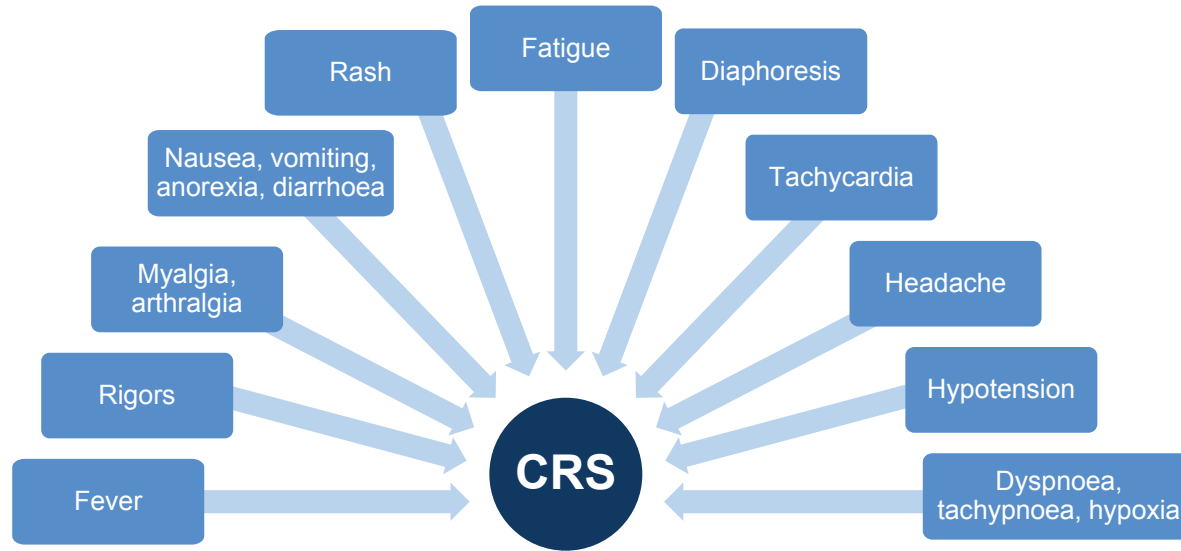 Fatigue
Rash
Diaphoresis
Nausea, vomiting,
anorexia, diarrhoea
Tachycardia
Myalgia,
arthralgia
Headache
Rigors
Hypotension
CRS
Fever
Dyspnoea,
tachypnoea, hypoxia